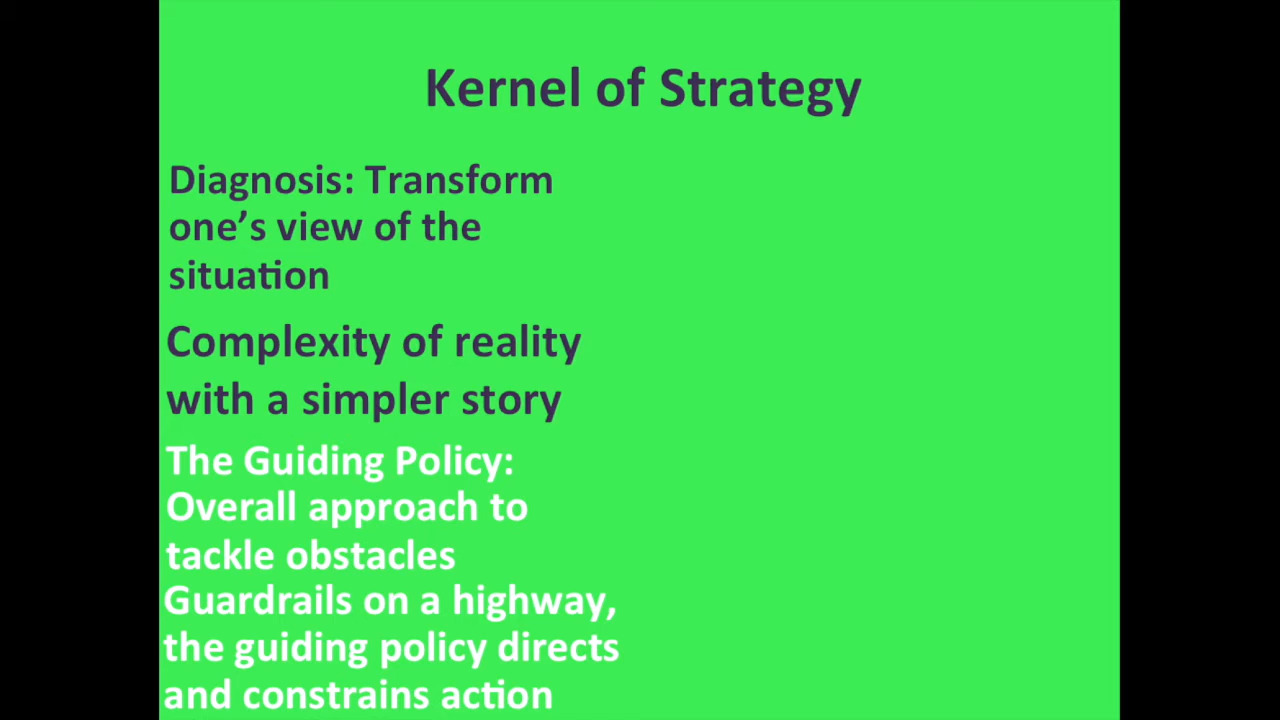 Kernel of Strategy
Diagnosis: Transform
one’s view of the
situation
Complexity of reality
with a simpler story
The Guiding Policy:
Overall approach to
tackle obstacles
Guardrails on a highway,
the guiding policy directs
and constrains action